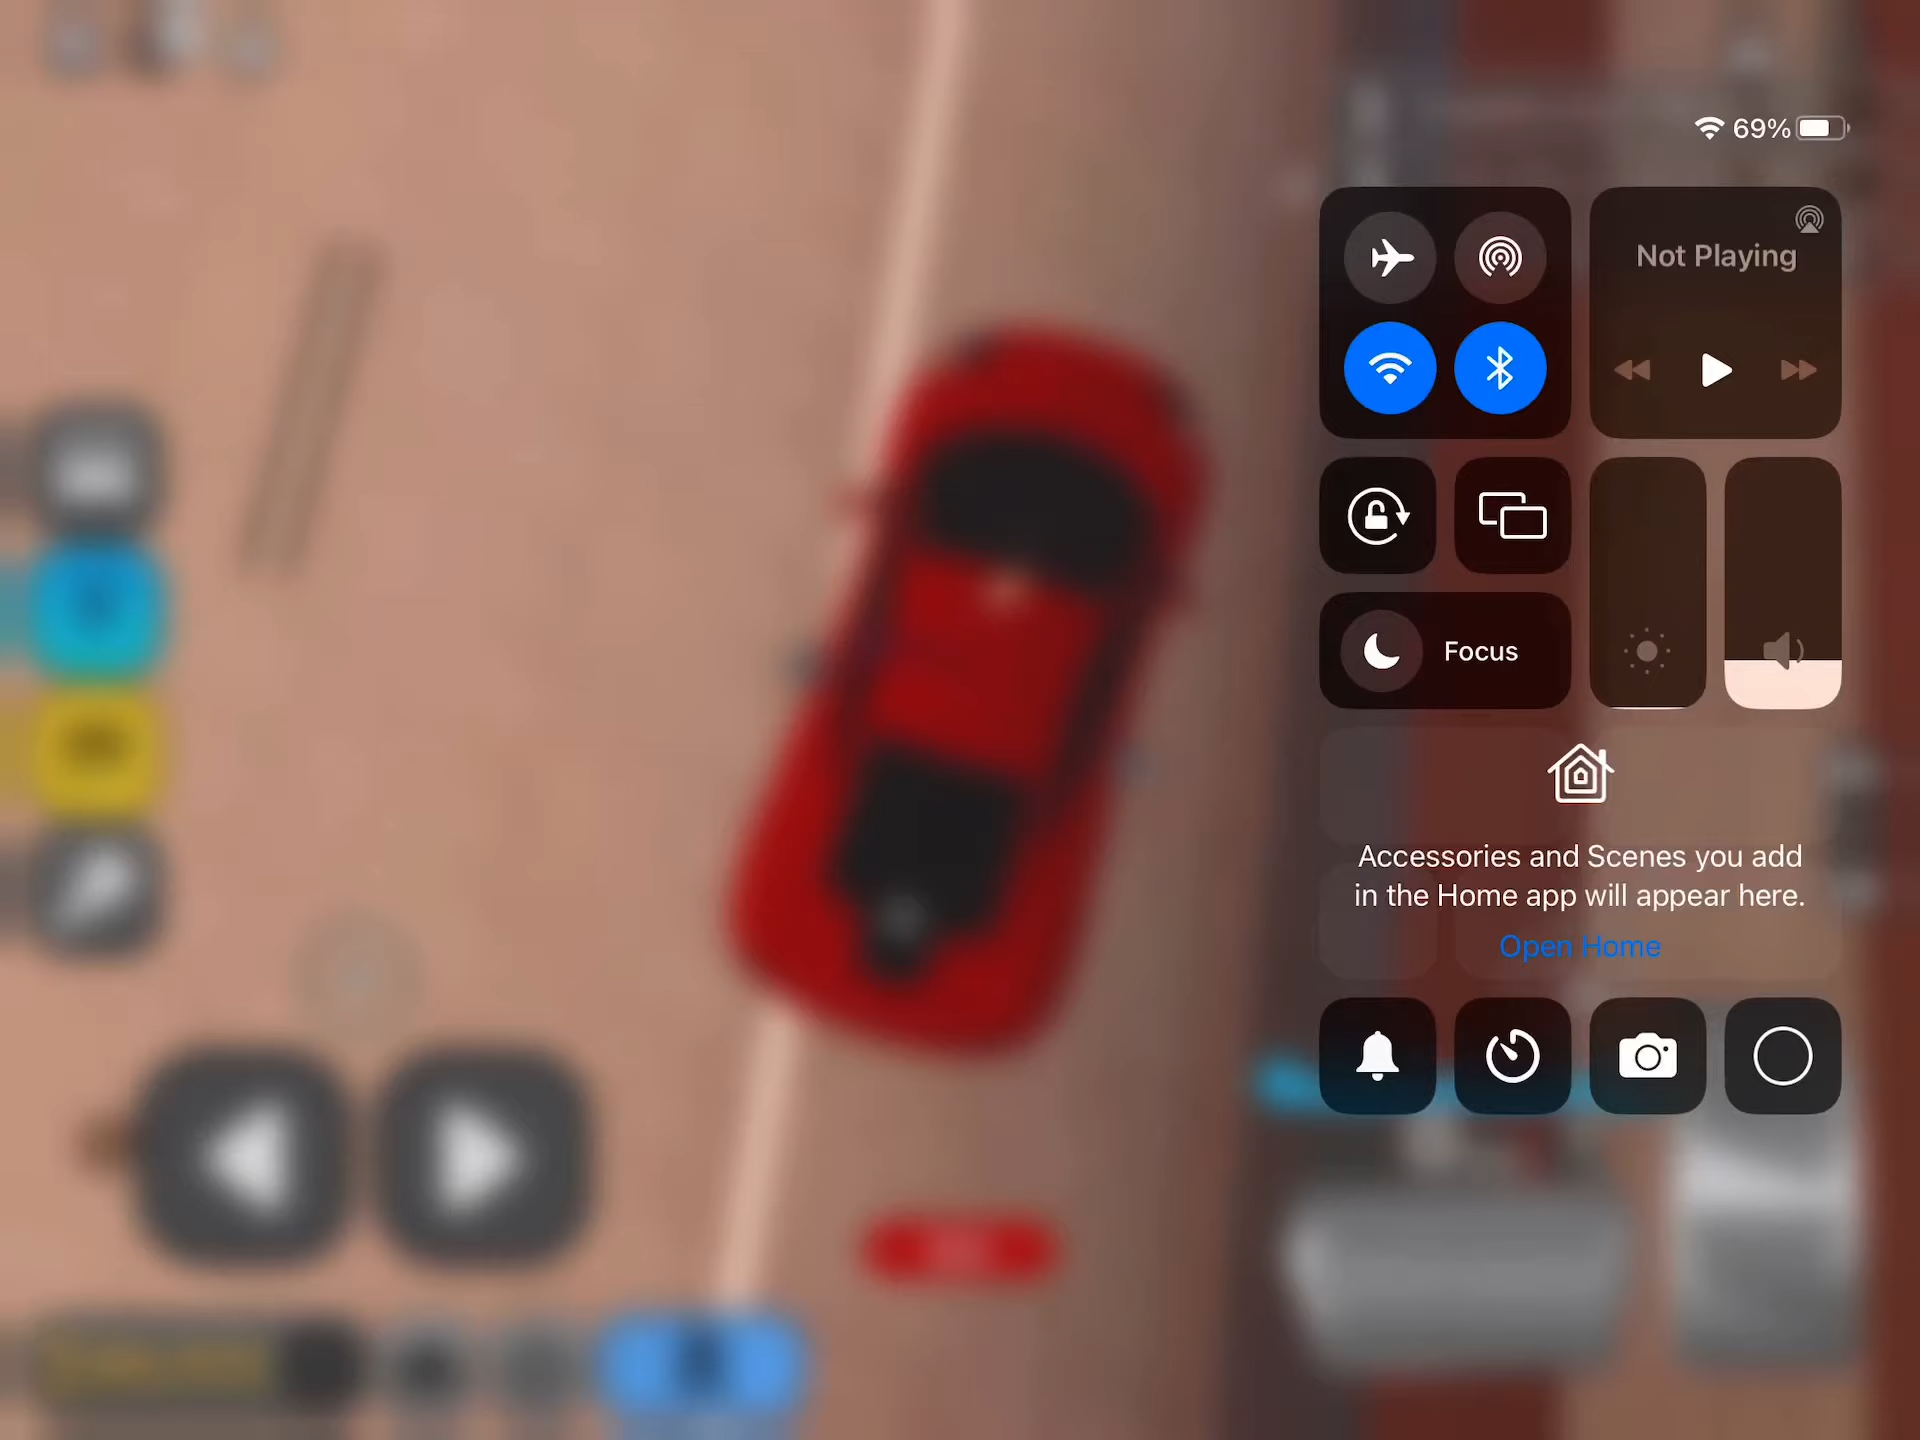 69%
Not Playing
Focus
Accessories and Scenes you add
in the Home app will appear here.
Open Home